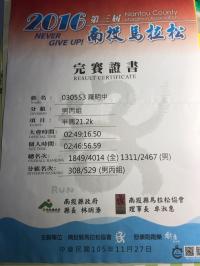 2016 第三屆 Nantou County
NEVER GIVE UP! 南投馬拉松
完賽證書
RESULT CERTIFICATE
姓名： 030553 羅明中
分組： 男丙組
項目： 半馬21.2k
大會時間： 02:49:16.50
個人時間： 02:46:56.59
總名次： 1849/4014 (全) 1311/2467 (男)
分組名次： 308/529 (男丙組)
RUN
南投縣政府 南投縣馬拉松協會
縣長 林明溱 理事長
中華民國105年11月27日